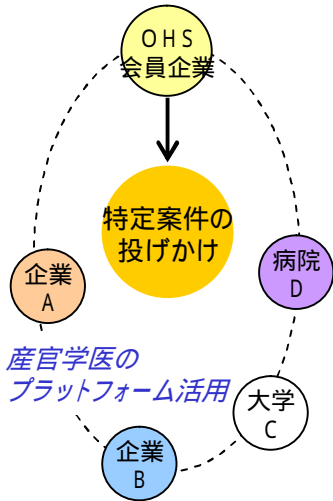 OHS
会員企業
特定案件の
投げかけ
企業
A
病院
D
産官学医の
プラットフォーム活用
大学
C
企業
B